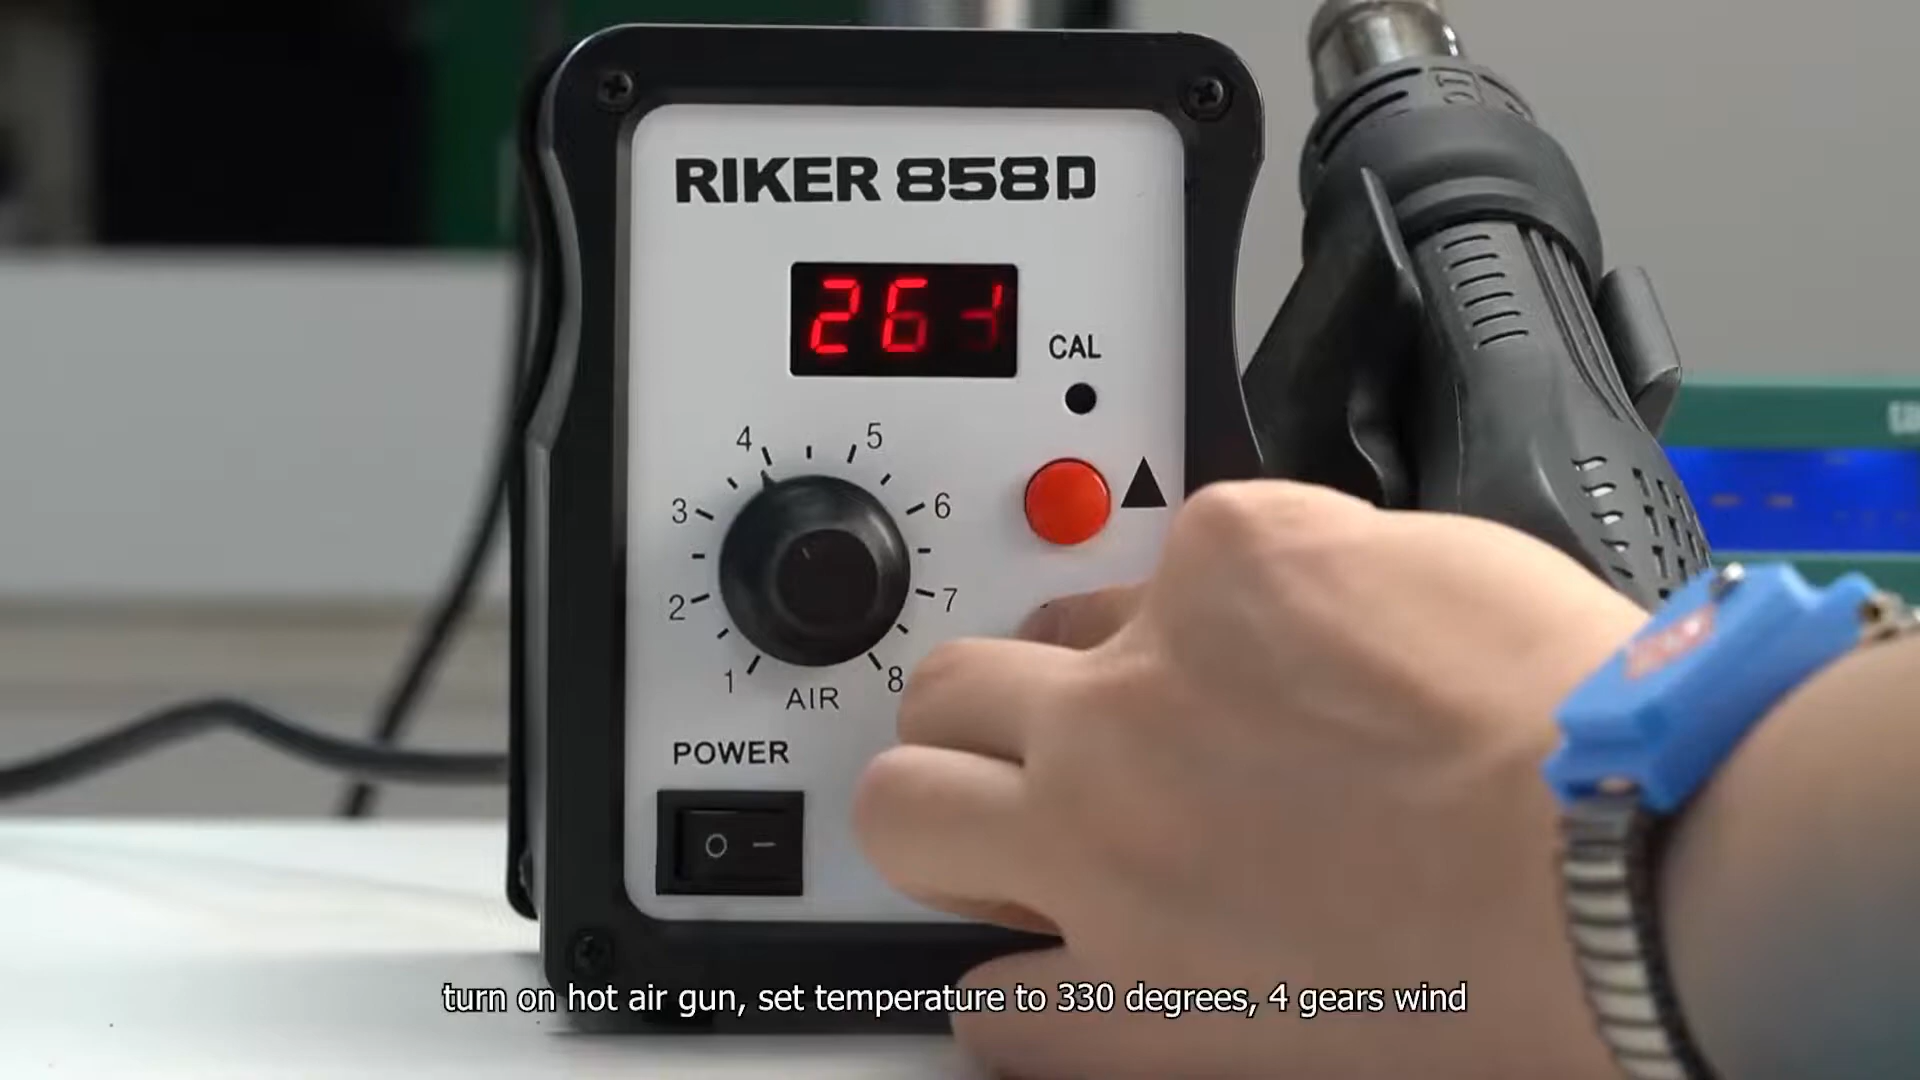 RIKER 858D
26
CAL
4 5
3 6
2 7
1 8
AIR
POWER
turn on hot air gun, set temperature to 330 degrees, 4 gears wind